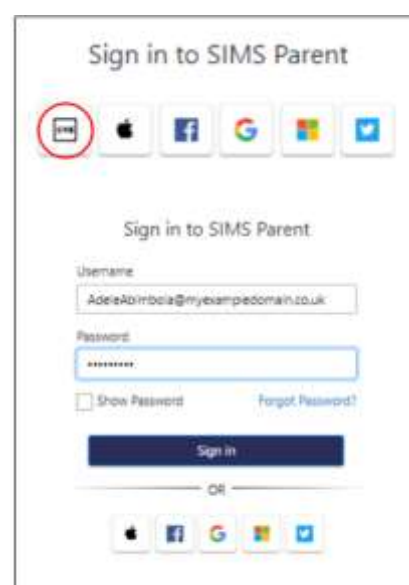 Sign in to SIMS Parent
SIMS
Sign in to SIMS Parent
Username
AdeleAbimbola@myexampledomain.co.uk
Password
•••••••••
Show Password Forgot Password?
Sign in
OR